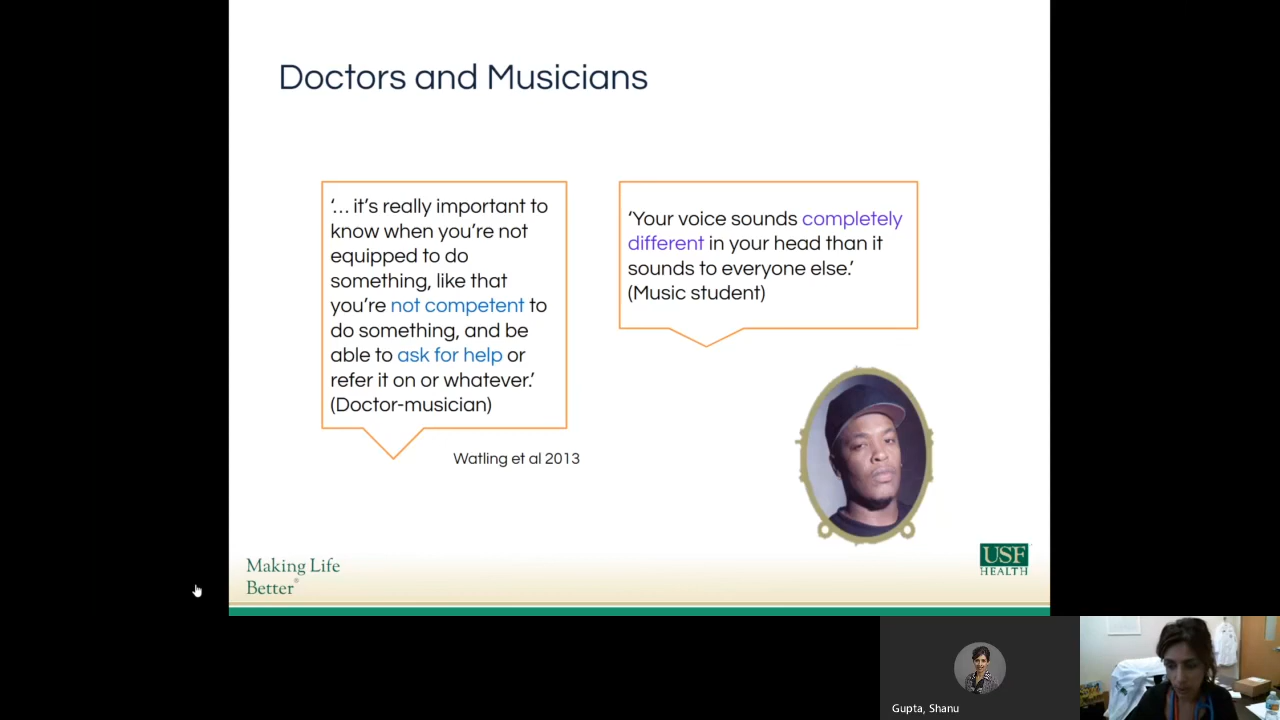 Doctors and Musicians
‘… it’s really important to
know when you’re not
equipped to do
something, like that
you’re not competent to
do something, and be
able to ask for help or
refer it on or whatever.’
(Doctor-musician)
‘Your voice sounds completely
different in your head than it
sounds to everyone else.’
(Music student)
Watling et al 2013
Making Life
Better®
USF
HEALTH
Gupta, Shanu